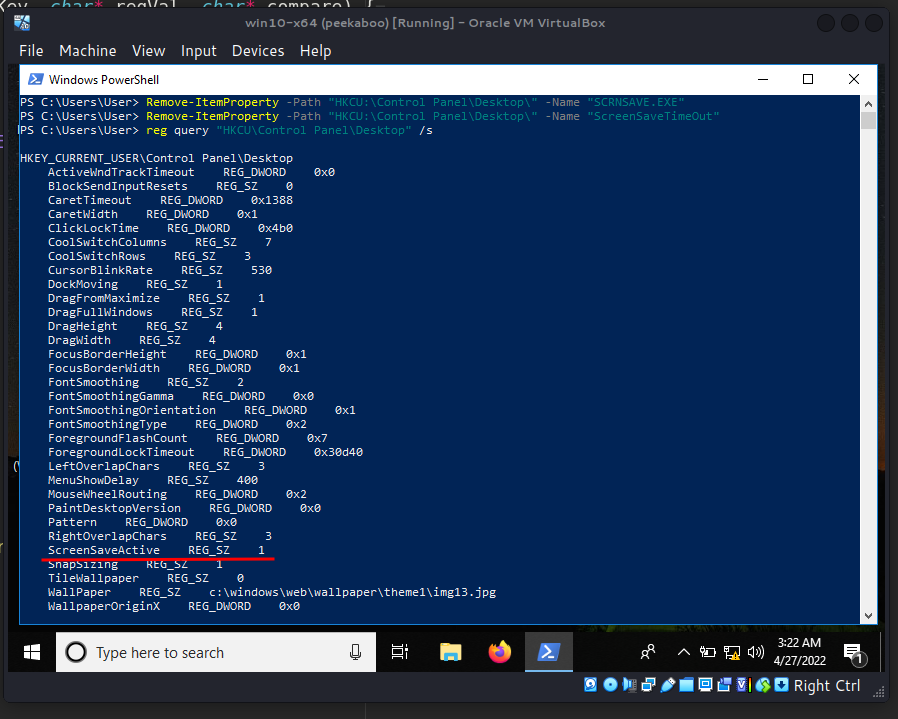 Key, char* regVal, char* compare) {
win10-x64 (peekaboo) [Running] - Oracle VM VirtualBox
File Machine View Input Devices Help
Windows PowerShell
PS C:\Users\User> Remove-ItemProperty -Path "HKCU:\Control Panel\Desktop\" -Name "SCRNSAVE.EXE"
PS C:\Users\User> Remove-ItemProperty -Path "HKCU:\Control Panel\Desktop\" -Name "ScreenSaveTimeOut"
PS C:\Users\User> reg query "HKCU\Control Panel\Desktop" /s
HKEY_CURRENT_USER\Control Panel\Desktop
ActiveWndTrackTimeout REG_DWORD 0x0
BlockSendInputResets REG_SZ 0
CaretTimeout REG_DWORD 0x1388
CaretWidth REG_DWORD 0x1
ClickLockTime REG_DWORD 0x4b0
CoolSwitchColumns REG_SZ 7
CoolSwitchRows REG_SZ 3
CursorBlinkRate REG_SZ 530
DockMoving REG_SZ 1
DragFromMaximize REG_SZ 1
DragFullWindows REG_SZ 1
DragHeight REG_SZ 4
DragWidth REG_SZ 4
FocusBorderHeight REG_DWORD 0x1
FocusBorderWidth REG_DWORD 0x1
FontSmoothing REG_SZ 2
FontSmoothingGamma REG_DWORD 0x0
FontSmoothingOrientation REG_DWORD 0x1
FontSmoothingType REG_DWORD 0x2
ForegroundFlashCount REG_DWORD 0x7
ForegroundLockTimeout REG_DWORD 0x30d40
LeftOverlapChars REG_SZ 3
MenuShowDelay REG_SZ 400
MouseWheelRouting REG_DWORD 0x2
PaintDesktopVersion REG_DWORD 0x0
Pattern REG_DWORD 0x0
RightOverlapChars REG_SZ 3
ScreenSaveActive REG_SZ 1
SnapSizing REG_SZ 1
TileWallpaper REG_SZ 0
WallPaper REG_SZ c:\windows\web\wallpaper\theme1\img13.jpg
WallpaperOriginX REG_DWORD 0x0
Type here to search
3:22 AM
4/27/2022
1
Right Ctrl